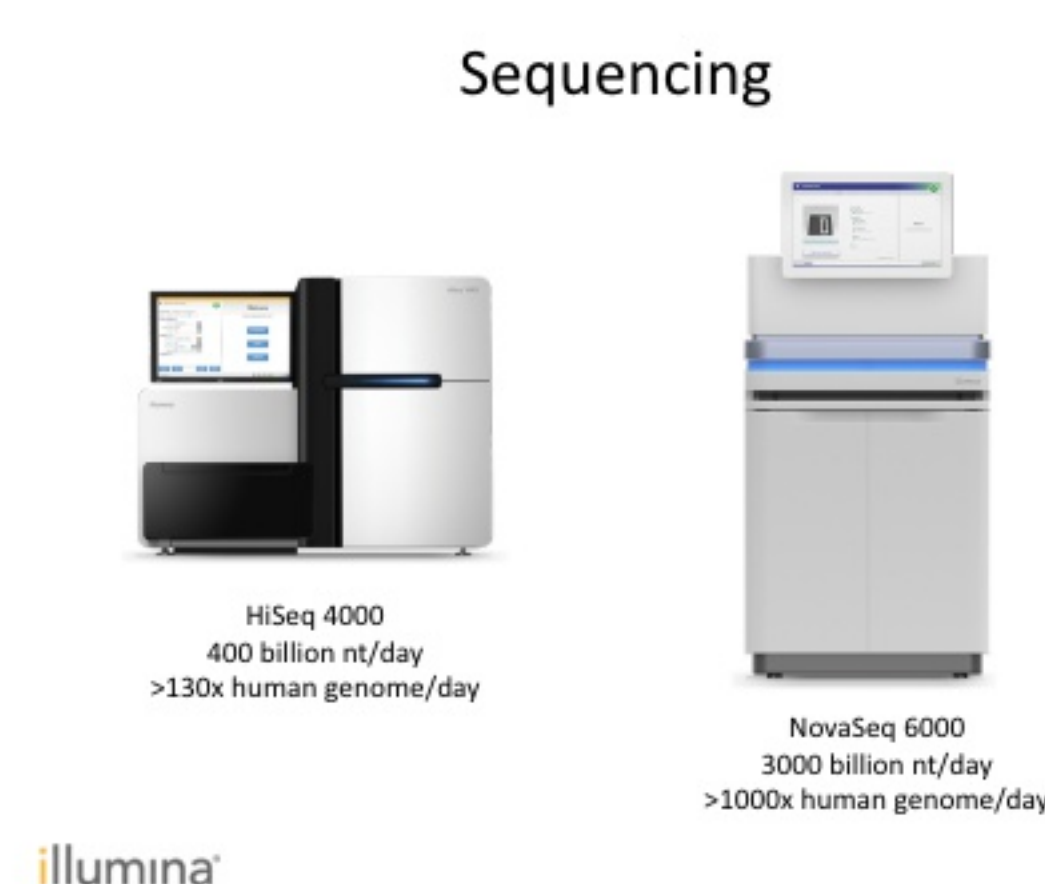 Sequencing
HiSeq 4000
400 billion nt/day
>130x human genome/day
NovaSeq 6000
3000 billion nt/day
>1000x human genome/day
illumina